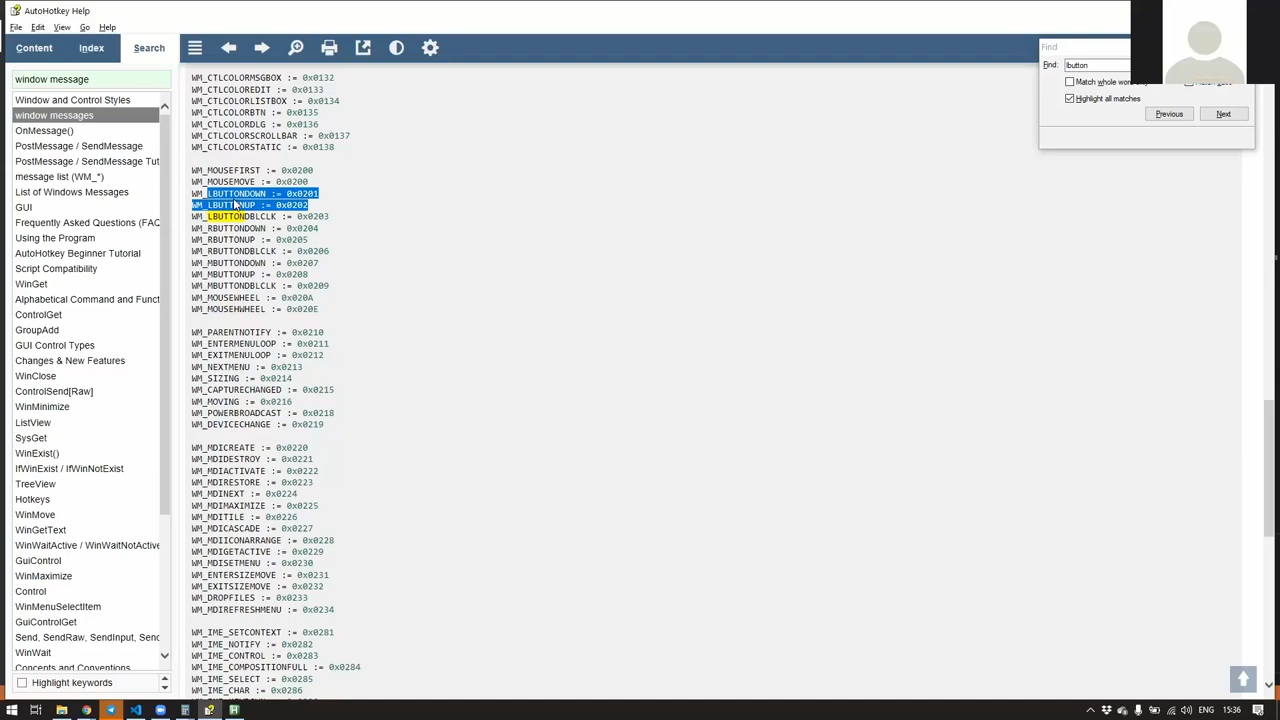 AutoHotkey Help
File Edit View Go Help
Content Index Search
window message
Window and Control Styles
window messages
OnMessage()
PostMessage / SendMessage
PostMessage / SendMessage Tut
message list (WM_*)
List of Windows Messages
GUI
Frequently Asked Questions (FAQ
Using the Program
AutoHotkey Beginner Tutorial
Script Compatibility
WinGet
Alphabetical Command and Funct
ControlGet
GroupAdd
GUI Control Types
Changes & New Features
WinClose
ControlSend[Raw]
WinMinimize
ListView
SysGet
WinExist()
IfWinExist / IfWinNotExist
TreeView
Hotkeys
WinMove
WinGetText
WinWaitActive / WinWaitNotActive
GuiControl
WinMaximize
Control
WinMenuSelectItem
GuiControlGet
Send, SendRaw, SendInput, Send
WinWait
Concepts and Conventions
Highlight keywords
WM_CTLCOLORMSGBOX := 0x0132
WM_CTLCOLOREDIT := 0x0133
WM_CTLCOLORLISTBOX := 0x0134
WM_CTLCOLORBTN := 0x0135
WM_CTLCOLORDLG := 0x0136
WM_CTLCOLORSCROLLBAR := 0x0137
WM_CTLCOLORSTATIC := 0x0138
WM_MOUSEFIRST := 0x0200
WM_MOUSEMOVE := 0x0200
WM_LBUTTONDOWN := 0x0201
WM_LBUTTONUP := 0x0202
WM_LBUTTONDBLCLK := 0x0203
WM_RBUTTONDOWN := 0x0204
WM_RBUTTONUP := 0x0205
WM_RBUTTONDBLCLK := 0x0206
WM_MBUTTONDOWN := 0x0207
WM_MBUTTONUP := 0x0208
WM_MBUTTONDBLCLK := 0x0209
WM_MOUSEWHEEL := 0x020A
WM_MOUSEHWHEEL := 0x020E
WM_PARENTNOTIFY := 0x0210
WM_ENTERMENULOOP := 0x0211
WM_EXITMENULOOP := 0x0212
WM_NEXTMENU := 0x0213
WM_SIZING := 0x0214
WM_CAPTURECHANGED := 0x0215
WM_MOVING := 0x0216
WM_POWERBROADCAST := 0x0218
WM_DEVICECHANGE := 0x0219
WM_MDICREATE := 0x0220
WM_MDIDESTROY := 0x0221
WM_MDIACTIVATE := 0x0222
WM_MDIRESTORE := 0x0223
WM_MDINEXT := 0x0224
WM_MDIMAXIMIZE := 0x0225
WM_MDITILE := 0x0226
WM_MDICASCADE := 0x0227
WM_MDIICONARRANGE := 0x0228
WM_MDIGETACTIVE := 0x0229
WM_MDISETMENU := 0x0230
WM_ENTERSIZEMOVE := 0x0231
WM_EXITSIZEMOVE := 0x0232
WM_DROPFILES := 0x0233
WM_MDIREFRESHMENU := 0x0234
WM_IME_SETCONTEXT := 0x0281
WM_IME_NOTIFY := 0x0282
WM_IME_CONTROL := 0x0283
WM_IME_COMPOSITIONFULL := 0x0284
WM_IME_SELECT := 0x0285
WM_IME_CHAR := 0x0286
Find
Find: lbutton
Match whole wor
Highlight all matches
Previous Next
ENG 15:36